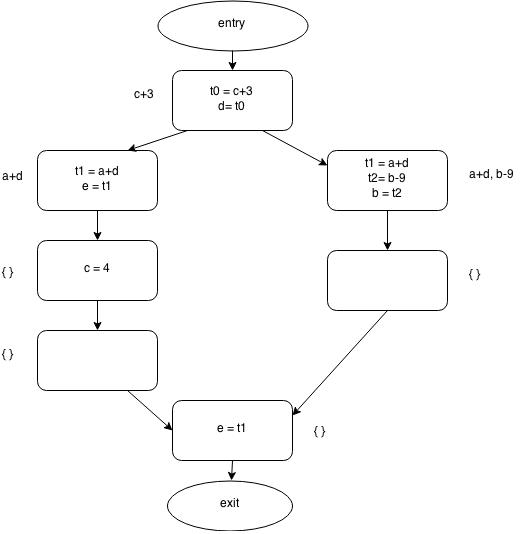 entry
c+3
t0 = c+3
d= t0
a+d
t1 = a+d
e = t1
t1 = a+d
t2= b-9
b = t2
a+d, b-9
{ }
c = 4
{ }
{ }
e = t1
{ }
exit